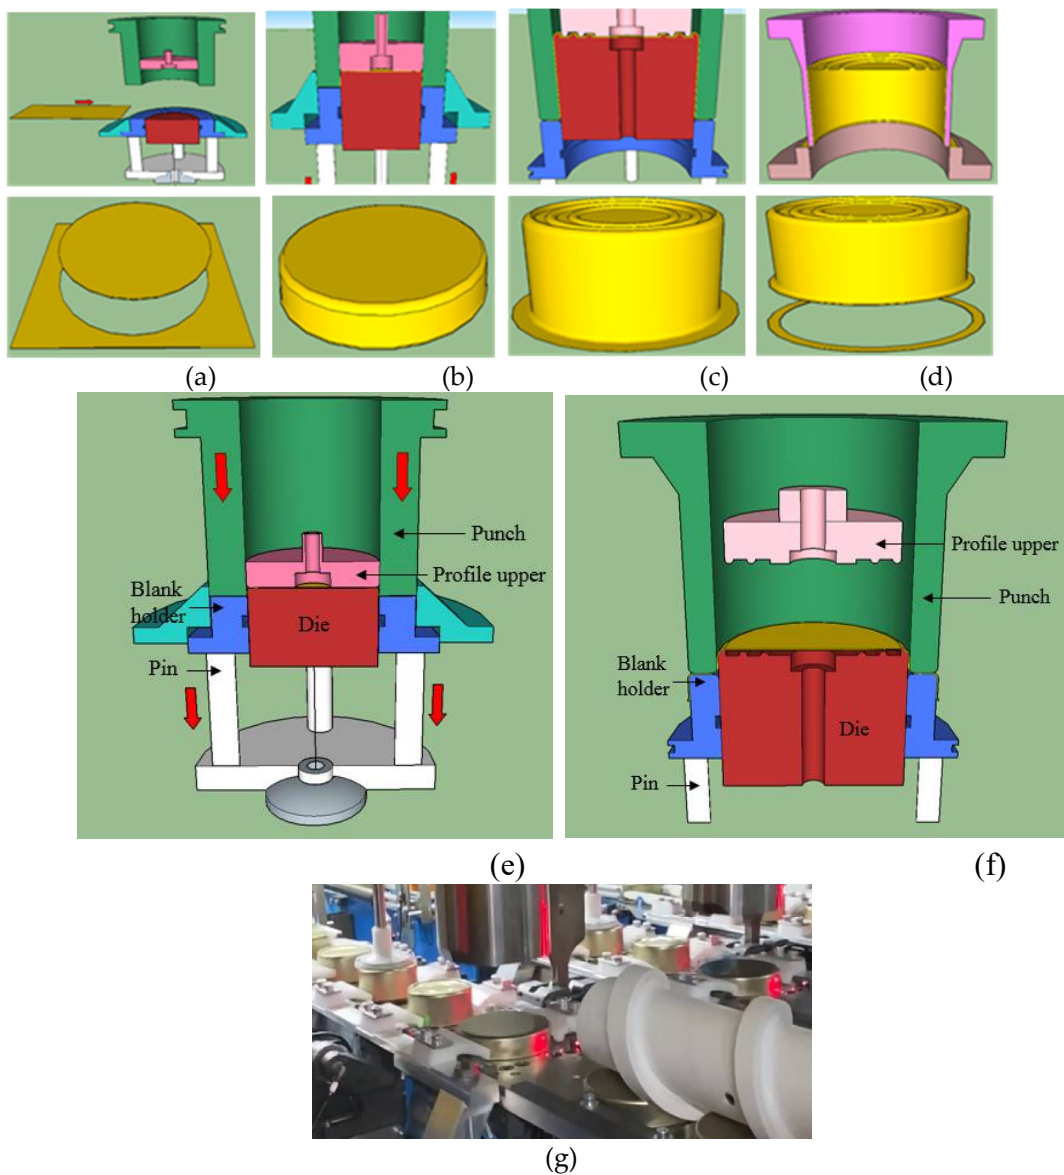 (a)
(b)
(c)
(d)
Punch
Profile upper
Blank
holder
Die
Pin
(e)
Profile upper
Punch
Blank
holder
Die
Pin
(f)
(g)